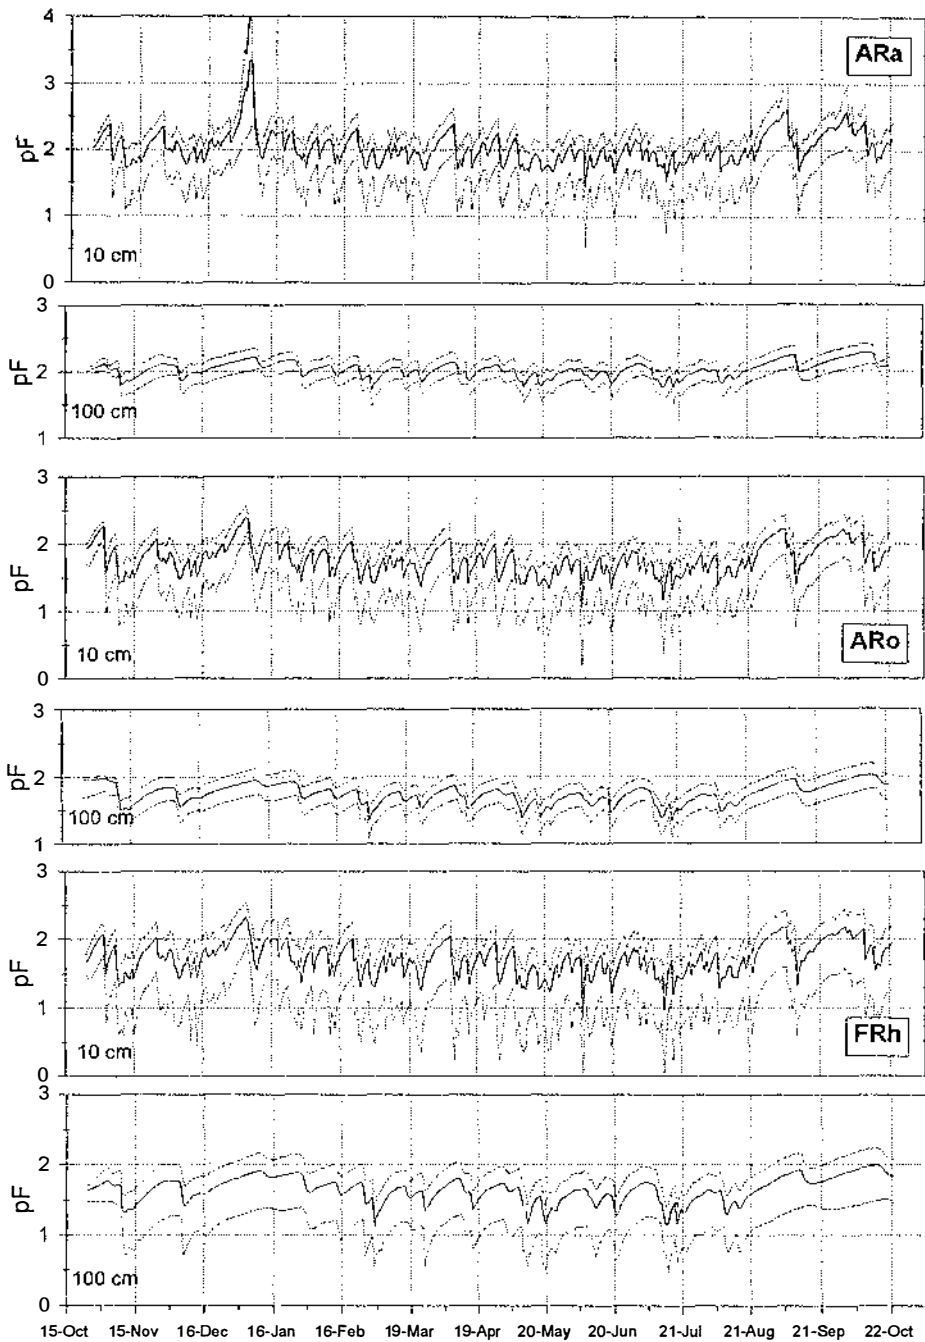 4
ARa
3
pF
2
1
10 cm
0
3
pF
2
100 cm
1
3
2
pF
1
ARo
10 cm
0
3
pF
2
100 cm
1
3
2
pF
1
FRh
10 cm
0
3
2
pF
1
100 cm
0
15-Oct 15-Nov 16-Dec 16-Jan 16-Feb 19-Mar 19-Apr 20-May 20-Jun 21-Jul 21-Aug 21-Sep 22-Oct